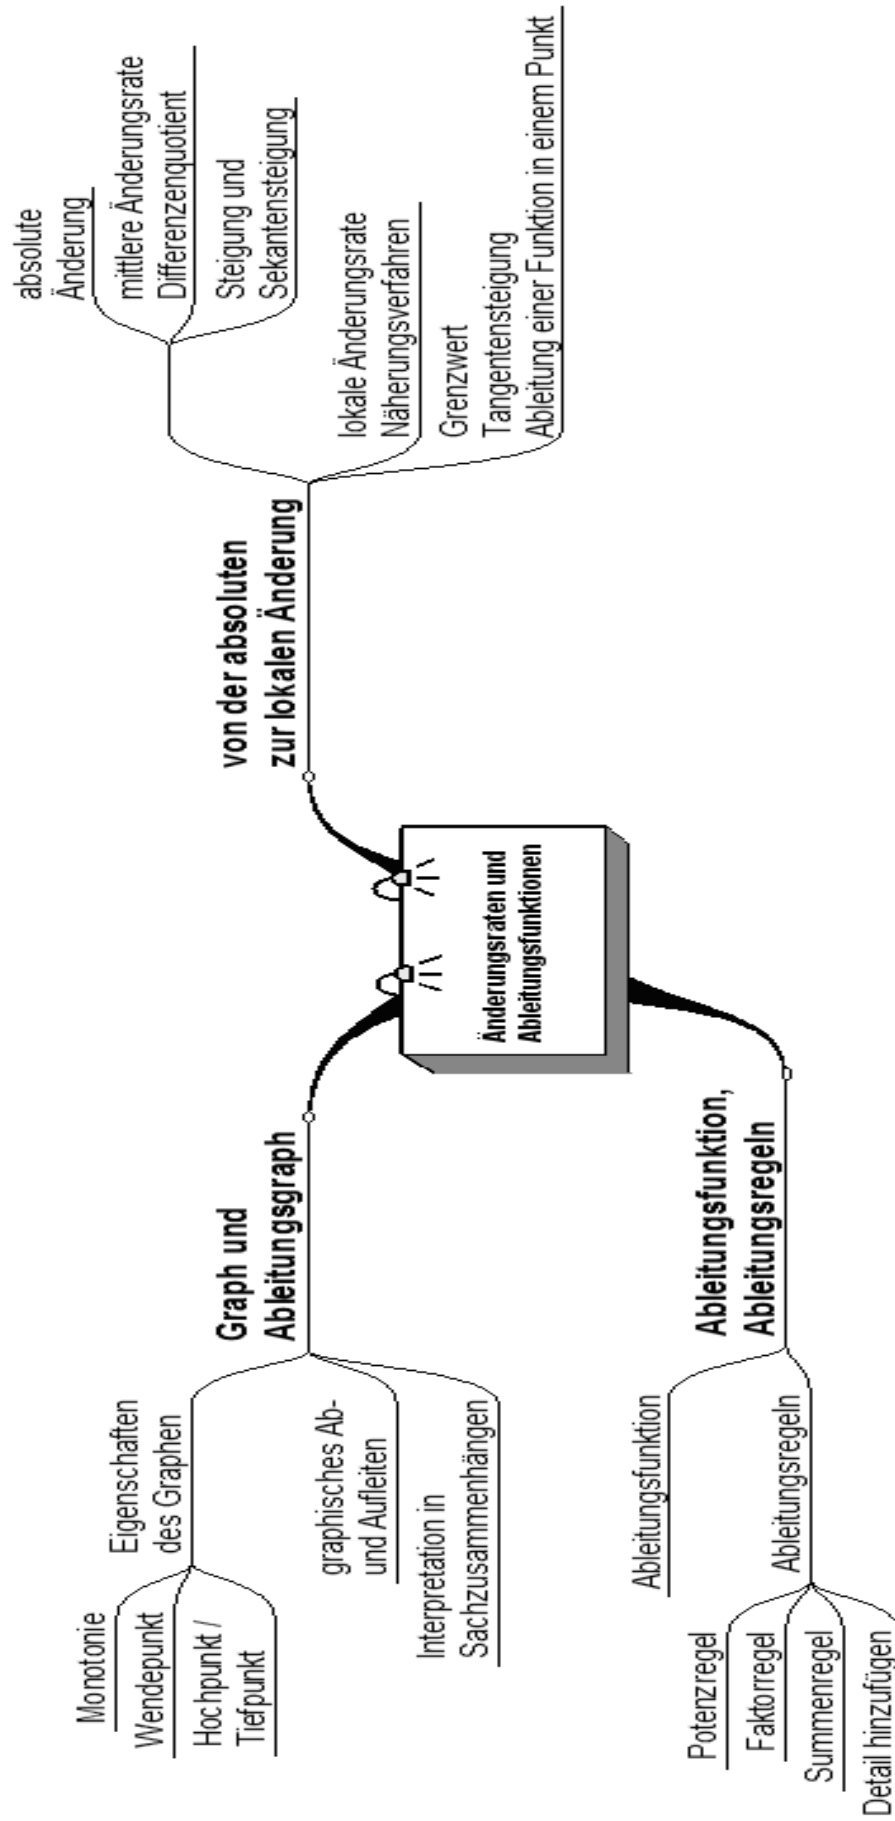 Änderungsraten und
Ableitungsfunktionen
von der absoluten
zur lokalen Änderung
absolute
Änderung
mittlere Änderungsrate
Differenzenquotient
Steigung und
Sekantensteigung
lokale Änderungsrate
Näherungsverfahren
Grenzwert
Tangentensteigung
Ableitung einer Funktion in einem Punkt
Graph und
Ableitungsgraph
Eigenschaften
des Graphen
Monotonie
Wendepunkt
Hochpunkt /
Tiefpunkt
graphisches Ab-
und Aufleiten
Interpretation in
Sachzusammenhängen
Ableitungsfunktion,
Ableitungsregeln
Ableitungsfunktion
Ableitungsregeln
Potenzregel
Faktorregel
Summenregel
Detail hinzufügen